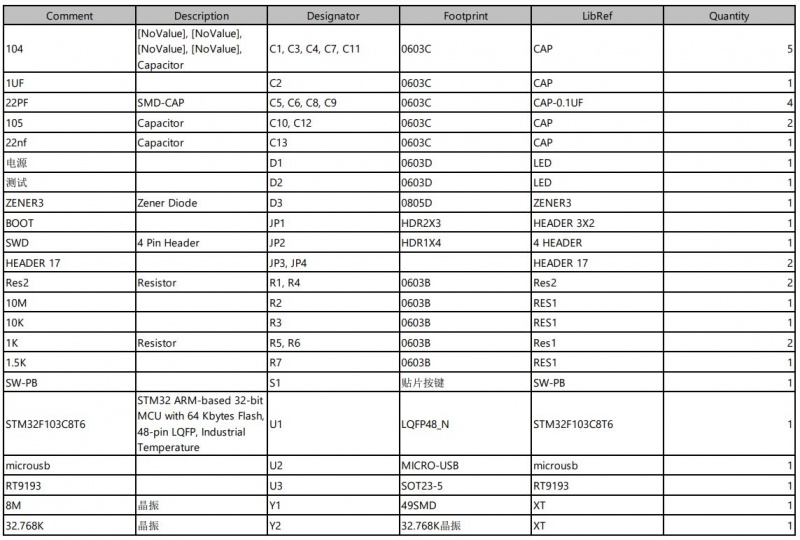 Comment Description Designator Footprint LibRef Quantity
104 [NoValue], [NoValue], [NoValue], [NoValue], Capacitor C1, C3, C4, C7, C11 0603C CAP 5
1UF C2 0603C CAP 1
22PF SMD-CAP C5, C6, C8, C9 0603C CAP-0.1UF 4
105 Capacitor C10, C12 0603C CAP 2
22nf Capacitor C13 0603C CAP 1
电源 D1 0603D LED 1
测试 D2 0603D LED 1
ZENER3 Zener Diode D3 0805D ZENER3 1
BOOT JP1 HDR2X3 HEADER 3X2 1
SWD 4 Pin Header JP2 HDR1X4 4 HEADER 1
HEADER 17 JP3, JP4 HEADER 17 2
Res2 Resistor R1, R4 0603B Res2 2
10M R2 0603B RES1 1
10K R3 0603B RES1 1
1K Resistor R5, R6 0603B Res1 2
1.5K R7 0603B RES1 1
SW-PB S1 贴片按键 SW-PB 1
STM32F103C8T6 STM32 ARM-based 32-bit MCU with 64 Kbytes Flash, 48-pin LQFP, Industrial Temperature U1 LQFP48_N STM32F103C8T6 1
microusb U2 MICRO-USB microusb 1
RT9193 U3 SOT23-5 RT9193 1
8M 晶振 Y1 49SMD XT 1
32.768K 晶振 Y2 32.768K晶振 XT 1